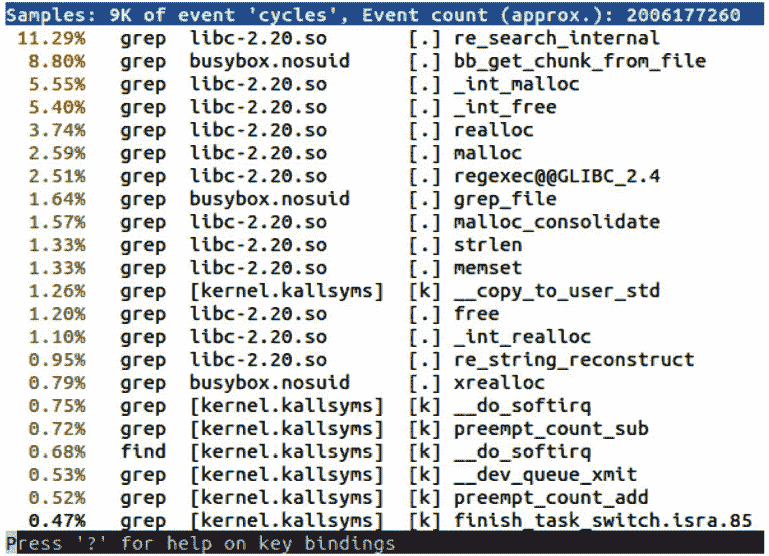 Samples: 9K of event 'cycles', Event count (approx.): 2006177260
11.29% grep libc-2.20.so [.] re_search_internal
8.80% grep busybox.nosuid [.] bb_get_chunk_from_file
5.55% grep libc-2.20.so [.] _int_malloc
5.40% grep libc-2.20.so [.] _int_free
3.74% grep libc-2.20.so [.] realloc
2.59% grep libc-2.20.so [.] malloc
2.51% grep libc-2.20.so [.] regexec@@GLIBC_2.4
1.64% grep busybox.nosuid [.] grep_file
1.57% grep libc-2.20.so [.] malloc_consolidate
1.33% grep libc-2.20.so [.] strlen
1.33% grep libc-2.20.so [.] memset
1.26% grep [kernel.kallsyms] [k] __copy_to_user_std
1.20% grep libc-2.20.so [.] free
1.10% grep libc-2.20.so [.] _int_realloc
0.95% grep libc-2.20.so [.] re_string_reconstruct
0.79% grep busybox.nosuid [.] xrealloc
0.75% grep [kernel.kallsyms] [k] __do_softirq
0.72% grep [kernel.kallsyms] [k] preempt_count_sub
0.68% find [kernel.kallsyms] [k] __do_softirq
0.53% grep [kernel.kallsyms] [k] __dev_queue_xmit
0.52% grep [kernel.kallsyms] [k] preempt_count_add
0.47% grep [kernel.kallsyms] [k] finish_task_switch.isra.85
Press '?' for help on key bindings